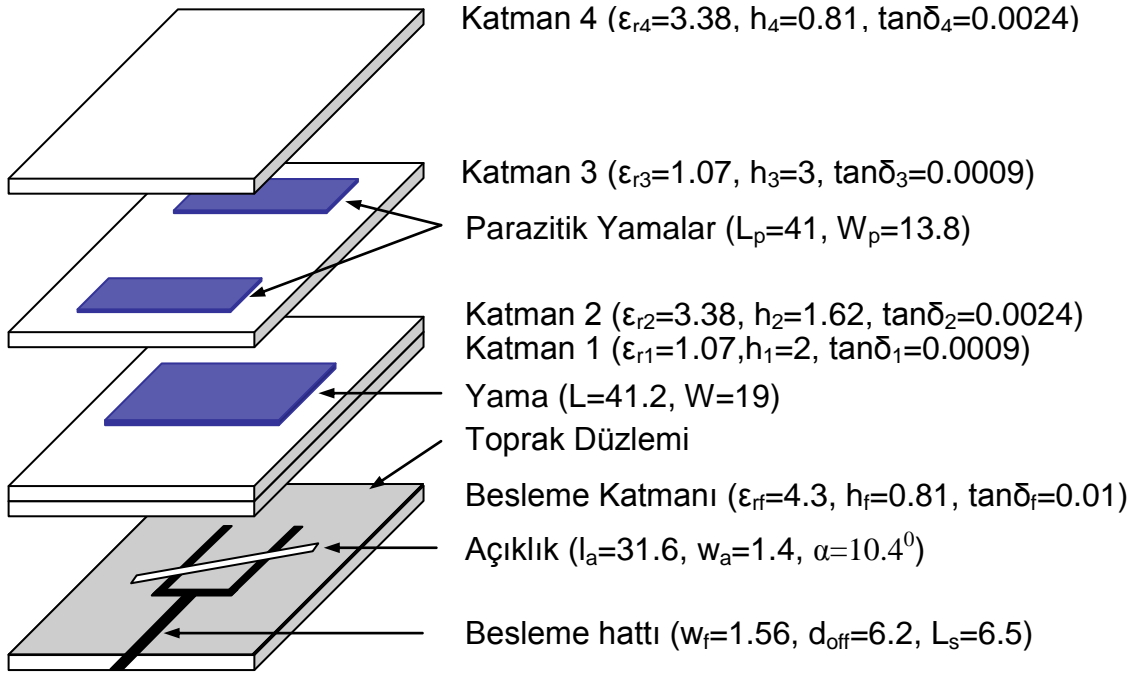 Katman 4 (εr4=3.38, h4=0.81, tanδ4=0.0024)
Katman 3 (εr3=1.07, h3=3, tanδ3=0.0009)
Parazitik Yamalar (Lp=41, Wp=13.8)
Katman 2 (εr2=3.38, h2=1.62, tanδ2=0.0024)
Katman 1 (εr1=1.07,h1=2, tanδ1=0.0009)
Yama (L=41.2, W=19)
Toprak Düzlemi
Besleme Katmanı (εrf=4.3, hf=0.81, tanδf=0.01)
Açıklık (la=31.6, wa=1.4, α=10.4⁰)
Besleme hattı (wf=1.56, doff=6.2, Ls=6.5)